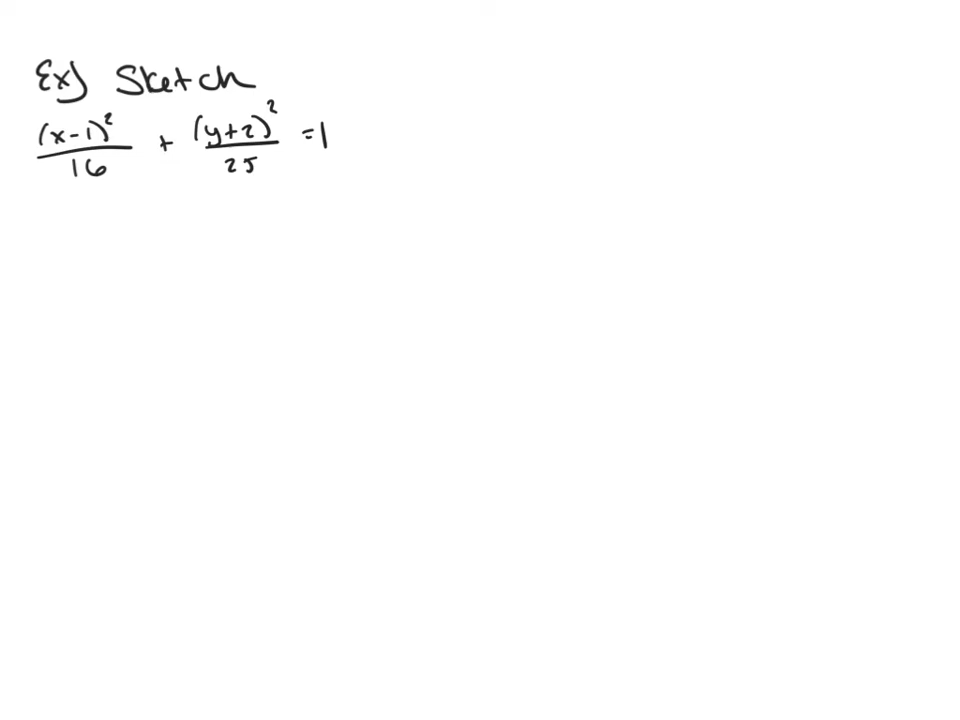 Ex) Sketch
(x-1)²/16 + (y+2)²/25 = 1